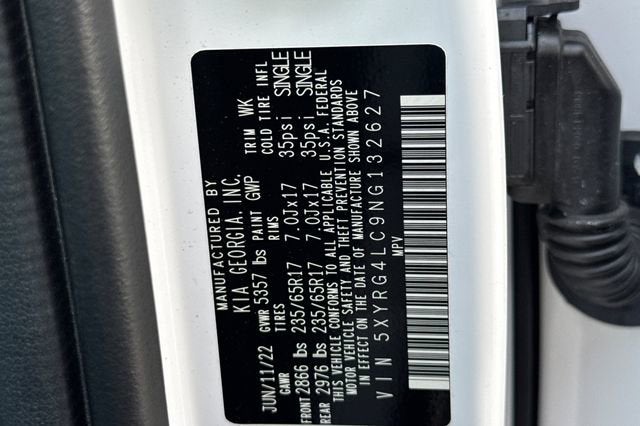 MANUFACTURED BY
KIA GEORGIA, INC.
JUN/11/22 GVWR 5357 lbs PAINT GWP TRIM WK
GAWR TIRES RIMS COLD TIRE INFL
FRONT 2866 lbs 235/65R17 7.0Jx17 35psi SINGLE
REAR 2976 lbs 235/65R17 7.0Jx17 35psi SINGLE
THIS VEHICLE CONFORMS TO ALL APPLICABLE U.S.A. FEDERAL
MOTOR VEHICLE SAFETY AND THEFT PREVENTION STANDARDS
IN EFFECT ON THE DATE OF MANUFACTURE SHOWN ABOVE
VIN 5XYRG4LC9NG132627
MPV